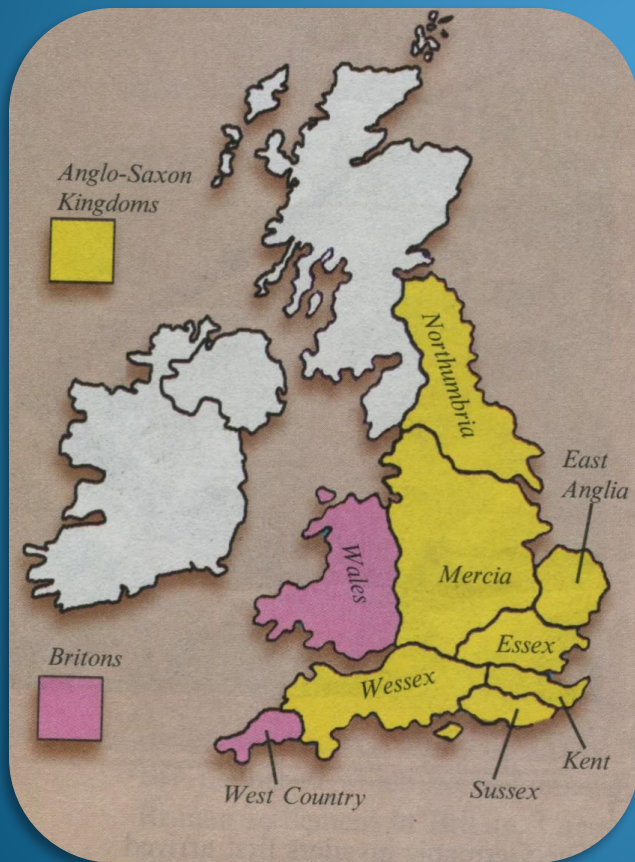 Anglo-Saxon
Kingdoms
Northumbria
East
Anglia
Wales
Mercia
Essex
Britons
Wessex
Kent
Sussex
West Country